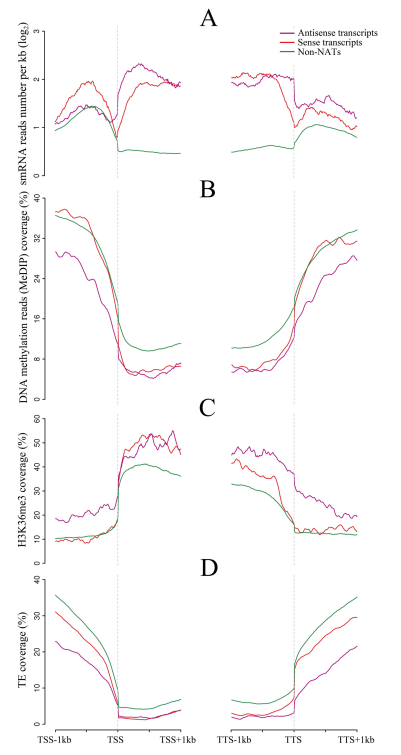 A
smRNA reads number per kb (log2)
3
2
1
0
Antisense transcripts
Sense transcripts
Non-NATs
B
DNA methylation reads (MeDIP) coverage (%)
40
32
24
16
8
0
C
H3K36me3 coverage (%)
60
50
40
30
20
10
0
D
TE coverage (%)
40
30
20
10
0
TSS-1kb TSS TSS+1kb TTS-1kb TTS TTS+1kb